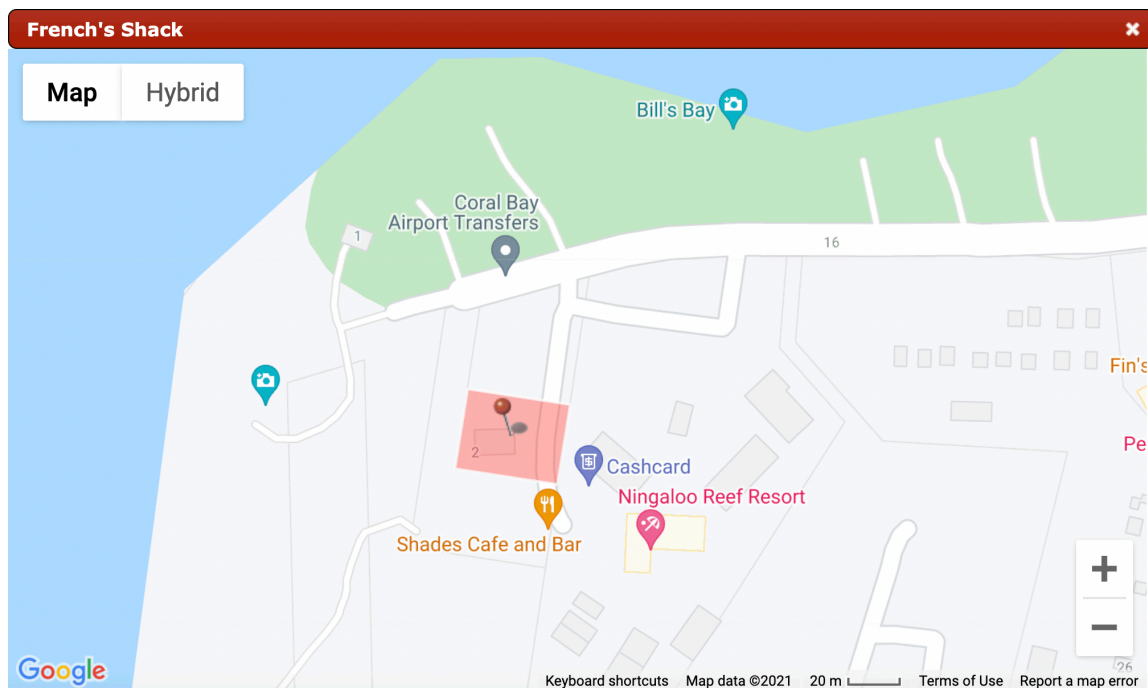 French's Shack
Map Hybrid
Bill's Bay
Coral Bay
Airport Transfers
1
16
Fin's
2
Pe
Cashcard
Ningaloo Reef Resort
Shades Cafe and Bar
26
Google
Keyboard shortcuts Map data ©2021 20 m Terms of Use Report a map error